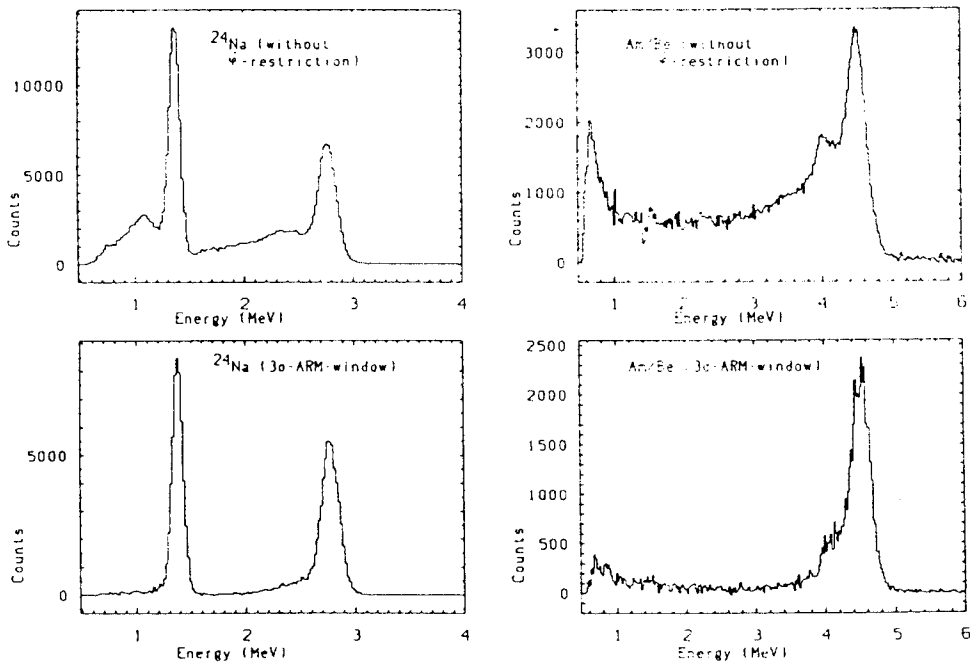 ²⁴Na (without
φ-restriction)
10000
5000
0
Counts
1
2
3
4
Energy (MeV)
Am/Be (without
φ-restriction)
3000
2000
1000
0
Counts
1
2
3
4
5
6
Energy (MeV)
²⁴Na (3σ-ARM-window)
5000
0
Counts
1
2
3
4
Energy (MeV)
Am/Be (3σ-ARM-window)
2500
2000
1500
1000
500
0
Counts
1
2
3
4
5
6
Energy (MeV)